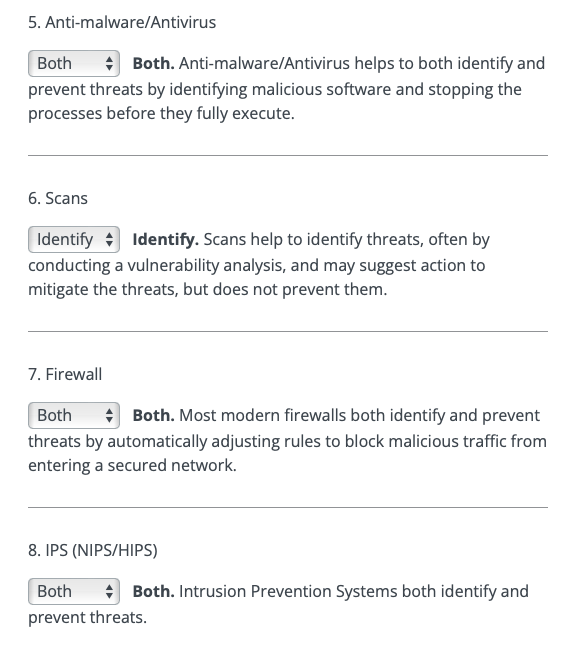 5. Anti-malware/Antivirus
Both Both. Anti-malware/Antivirus helps to both identify and
prevent threats by identifying malicious software and stopping the
processes before they fully execute.
6. Scans
Identify Identify. Scans help to identify threats, often by
conducting a vulnerability analysis, and may suggest action to
mitigate the threats, but does not prevent them.
7. Firewall
Both Both. Most modern firewalls both identify and prevent
threats by automatically adjusting rules to block malicious traffic from
entering a secured network.
8. IPS (NIPS/HIPS)
Both Both. Intrusion Prevention Systems both identify and
prevent threats.